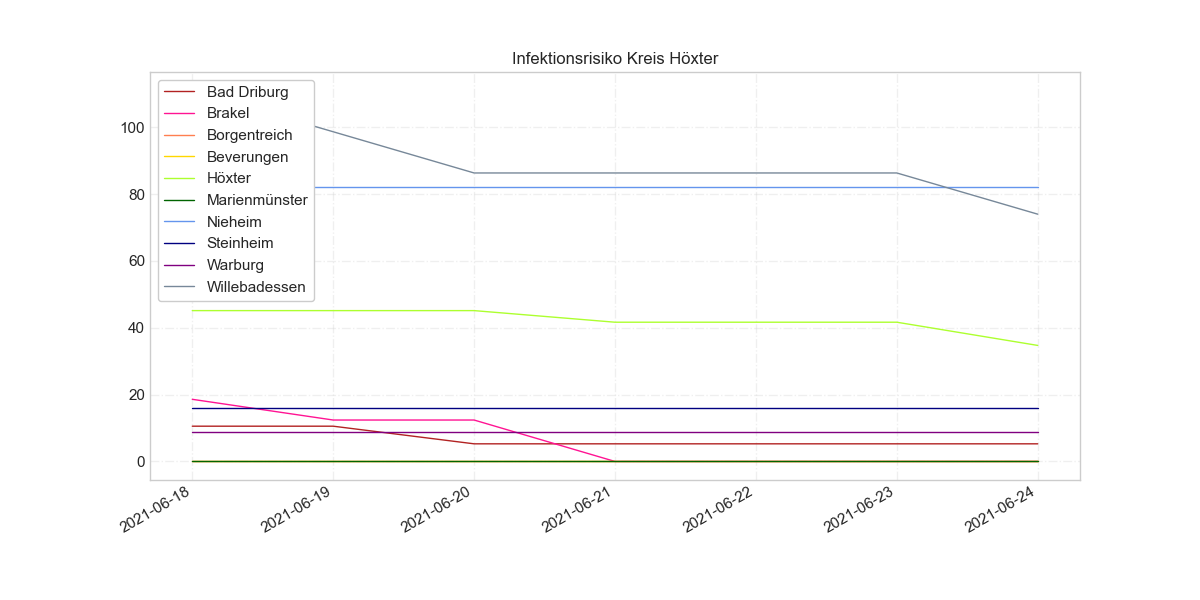 Infektionsrisiko Kreis Höxter
Bad Driburg
Brakel
Borgentreich
Beverungen
Höxter
Marienmünster
Nieheim
Steinheim
Warburg
Willebadessen
100
80
60
40
20
0
2021-06-18
2021-06-19
2021-06-20
2021-06-21
2021-06-22
2021-06-23
2021-06-24